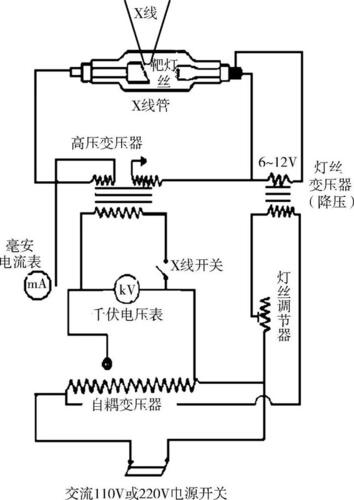 X线
靶灯
丝
X线管
高压变压器
6~12V
灯丝
变压器
(降压)
毫安
电流表
mA
X线开关
kV
千伏电压表
灯丝调节器
自耦变压器
交流110V或220V电源开关